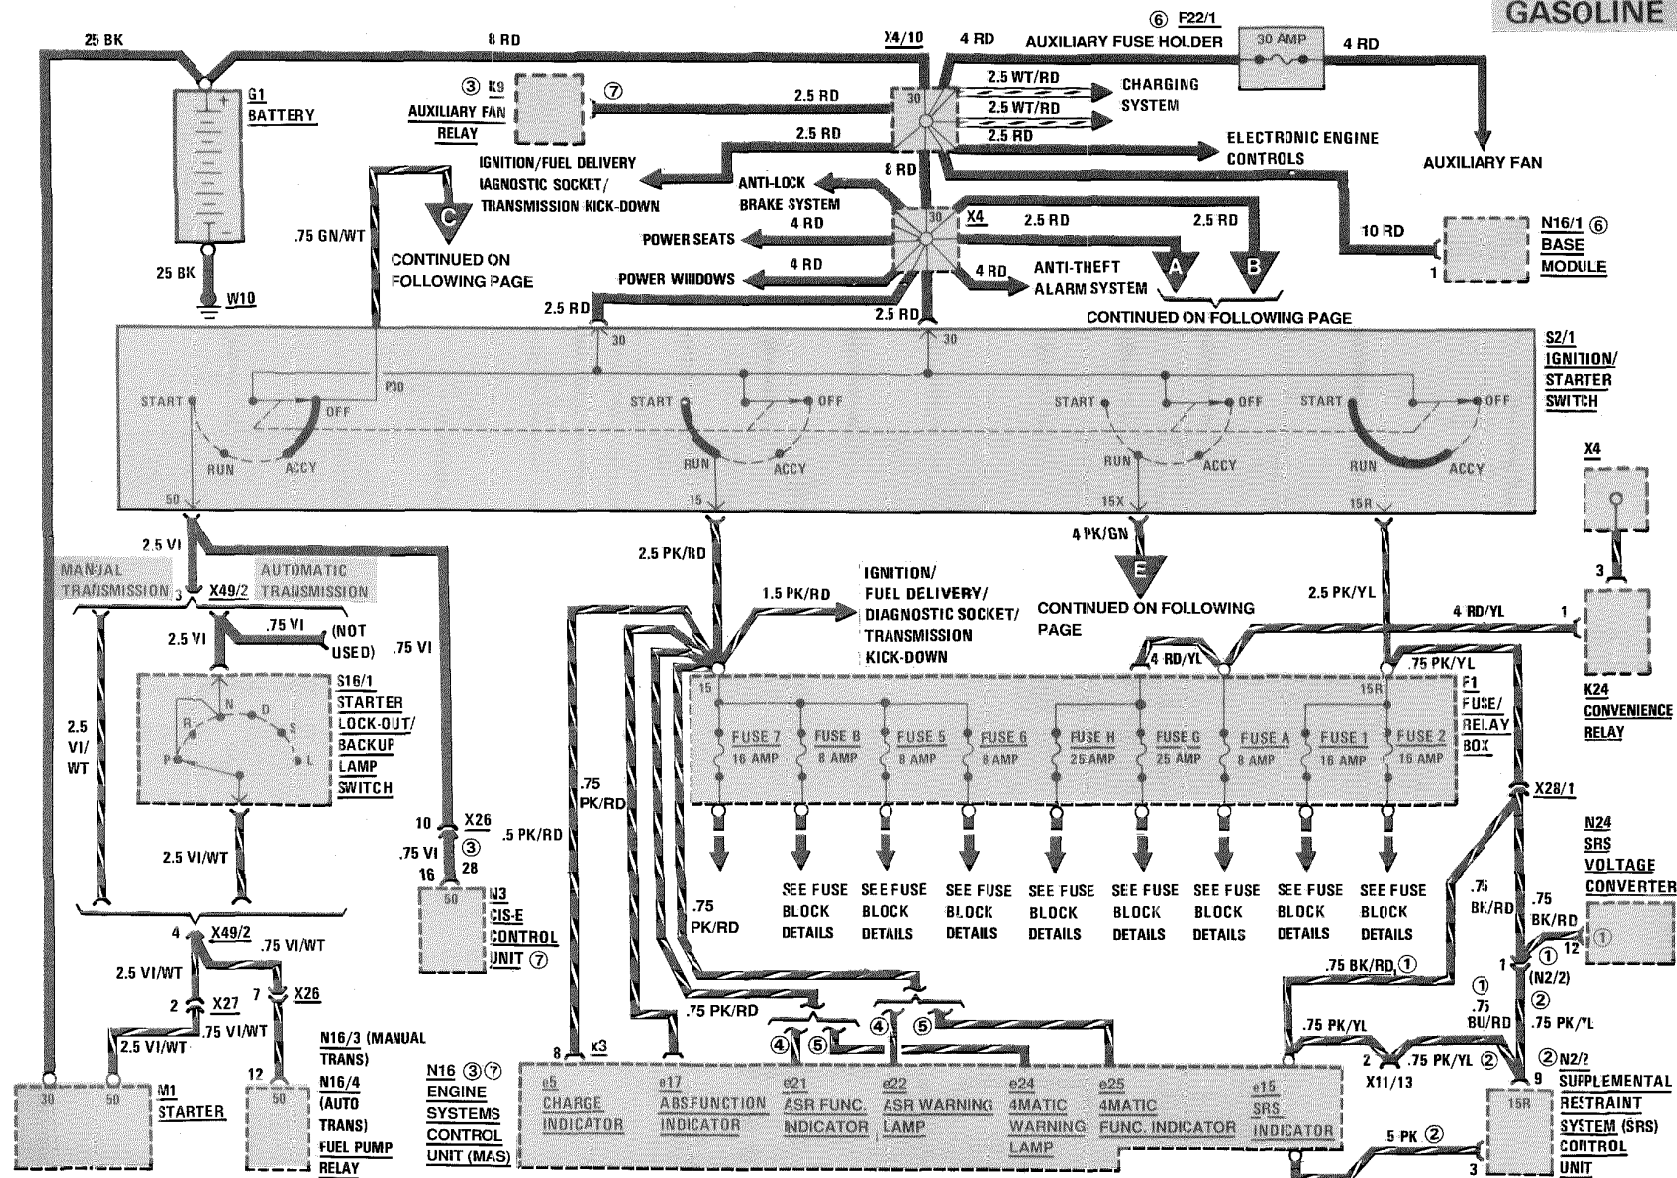 GASOLINE
25 BK
8 RD
X4/10
4 RD
⑥ F22/1
AUXILIARY FUSE HOLDER
30 AMP
4 RD
G1
BATTERY
+
−
③ K9
AUXILIARY FAN
RELAY
⑦
2.5 RD
30
2.5 WT/RD
2.5 WT/RD
CHARGING
SYSTEM
2.5 RD
2.5 RD
ELECTRONIC ENGINE
CONTROLS
AUXILIARY FAN
IGNITION/FUEL DELIVERY
IAGNOSTIC SOCKET/
TRANSMISSION KICK-DOWN
8 RD
ANTI-LOCK
BRAKE SYSTEM
30
X4
2.5 RD
2.5 RD
10 RD
N16/1 ⑥
BASE
MODULE
1
.75 GN/WT
C
CONTINUED ON
FOLLOWING PAGE
4 RD
POWER SEATS
4 RD
POWER WINDOWS
4 RD
ANTI-THEFT
ALARM SYSTEM
A
B
25 BK
W10
2.5 RD
2.5 RD
CONTINUED ON FOLLOWING PAGE
30
30
S2/1
IGNITION/
STARTER
SWITCH
P30
START
OFF
RUN
ACCY
START
OFF
RUN
ACCY
START
OFF
RUN
ACCY
START
OFF
RUN
ACCY
50
15
15X
15R
X4
2.5 VI
2.5 PK/RD
4 PK/GN
2.5 PK/YL
MANUAL
TRANSMISSION
AUTOMATIC
TRANSMISSION
3
X49/2
E
CONTINUED ON FOLLOWING
PAGE
IGNITION/
FUEL DELIVERY/
DIAGNOSTIC SOCKET/
TRANSMISSION
KICK-DOWN
1.5 PK/RD
3
4 RD/YL
1
2.5 VI
.75 VI
(NOT
USED)
.75 VI
4 RD/YL
.75 PK/YL
K24
CONVENIENCE
RELAY
S16/1
STARTER
LOCK-OUT/
BACKUP
LAMP
SWITCH
N
R
D
S
P
L
2.5
VI/
WT
15
15R
F1
FUSE/
RELAY
BOX
FUSE 7
16 AMP
FUSE 8
8 AMP
FUSE 5
8 AMP
FUSE 6
8 AMP
FUSE H
25 AMP
FUSE G
25 AMP
FUSE A
8 AMP
FUSE 1
16 AMP
FUSE 2
16 AMP
X28/1
.75
PK/RD
.5 PK/RD
10
X26
③
.75 VI
16
28
2.5 VI/WT
50
N3
CIS-E
CONTROL
UNIT ⑦
SEE FUSE
BLOCK
DETAILS
SEE FUSE
BLOCK
DETAILS
SEE FUSE
BLOCK
DETAILS
SEE FUSE
BLOCK
DETAILS
SEE FUSE
BLOCK
DETAILS
SEE FUSE
BLOCK
DETAILS
SEE FUSE
BLOCK
DETAILS
SEE FUSE
BLOCK
DETAILS
N24
SRS
VOLTAGE
CONVERTER
.75
PK/RD
.75
BK/RD
.75
BK/RD
①
12
①
4
X49/2
.75 VI/WT
2.5 VI/WT
7
X26
2
X27
.75 VI/WT
2.5 VI/WT
.75 BK/RD ①
1
(N2/2)
①
.75
BU/RD
②
.75 PK/YL
.75 PK/RD
④
⑤
④
⑤
.75 PK/YL
2
X11/13
.75 PK/YL ②
9
② N2/2
SUPPLEMENTAL
RESTRAINT
SYSTEM (SRS)
CONTROL
UNIT
15R
5 PK ②
3
30
50
M1
STARTER
12
50
N16/3 (MANUAL
TRANS)
N16/4
(AUTO
TRANS)
FUEL PUMP
RELAY
8
x3
N16 ③⑦
ENGINE
SYSTEMS
CONTROL
UNIT (MAS)
e5
CHARGE
INDICATOR
e17
ABSFUNCTION
INDICATOR
e21
ASR FUNC.
INDICATOR
e22
ASR WARNING
LAMP
e24
4MATIC
WARNING
LAMP
e25
4MATIC
FUNC. INDICATOR
e15
SRS
INDICATOR